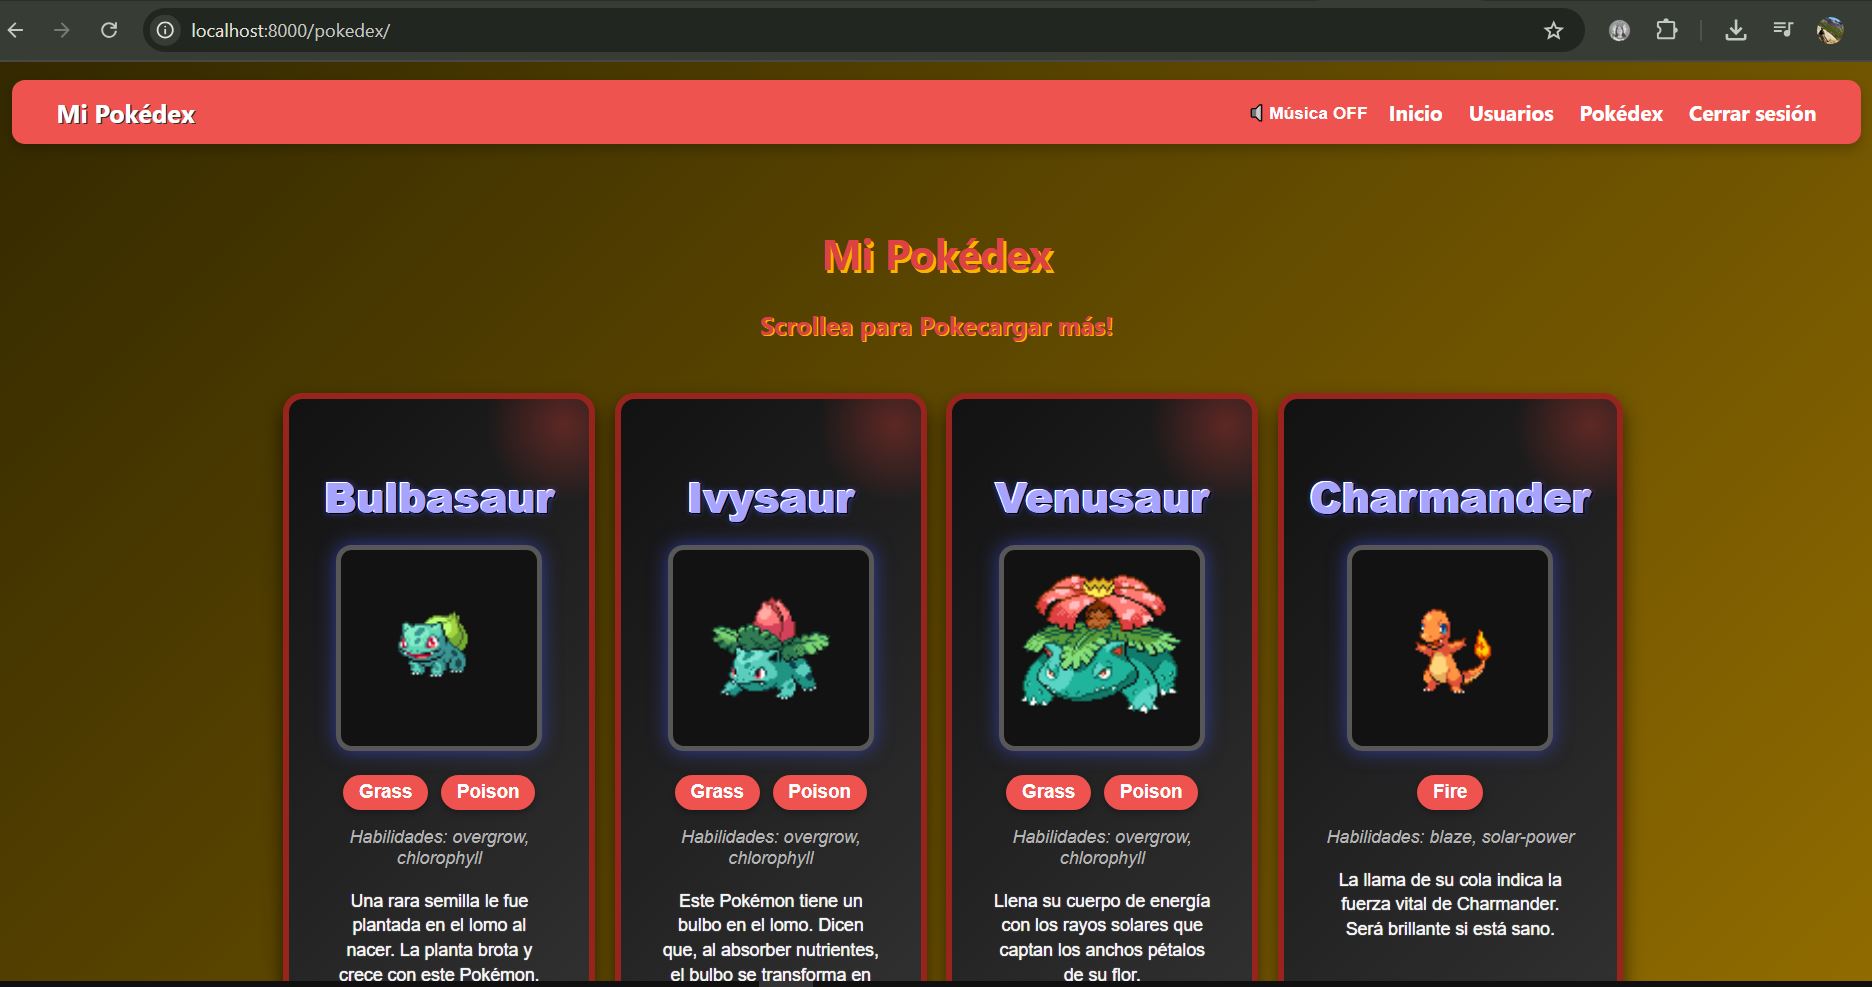 localhost:8000/pokedex/
Mi Pokédex
Música OFF Inicio Usuarios Pokédex Cerrar sesión
Mi Pokédex
Scrollea para Pokecargar más!
Bulbasaur
Grass Poison
Habilidades: overgrow,
chlorophyll
Una rara semilla le fue
plantada en el lomo al
nacer. La planta brota y
crece con este Pokémon.
Ivysaur
Grass Poison
Habilidades: overgrow,
chlorophyll
Este Pokémon tiene un
bulbo en el lomo. Dicen
que, al absorber nutrientes,
el bulbo se transforma en
Venusaur
Grass Poison
Habilidades: overgrow,
chlorophyll
Llena su cuerpo de energía
con los rayos solares que
captan los anchos pétalos
de su flor.
Charmander
Fire
Habilidades: blaze, solar-power
La llama de su cola indica la
fuerza vital de Charmander.
Será brillante si está sano.